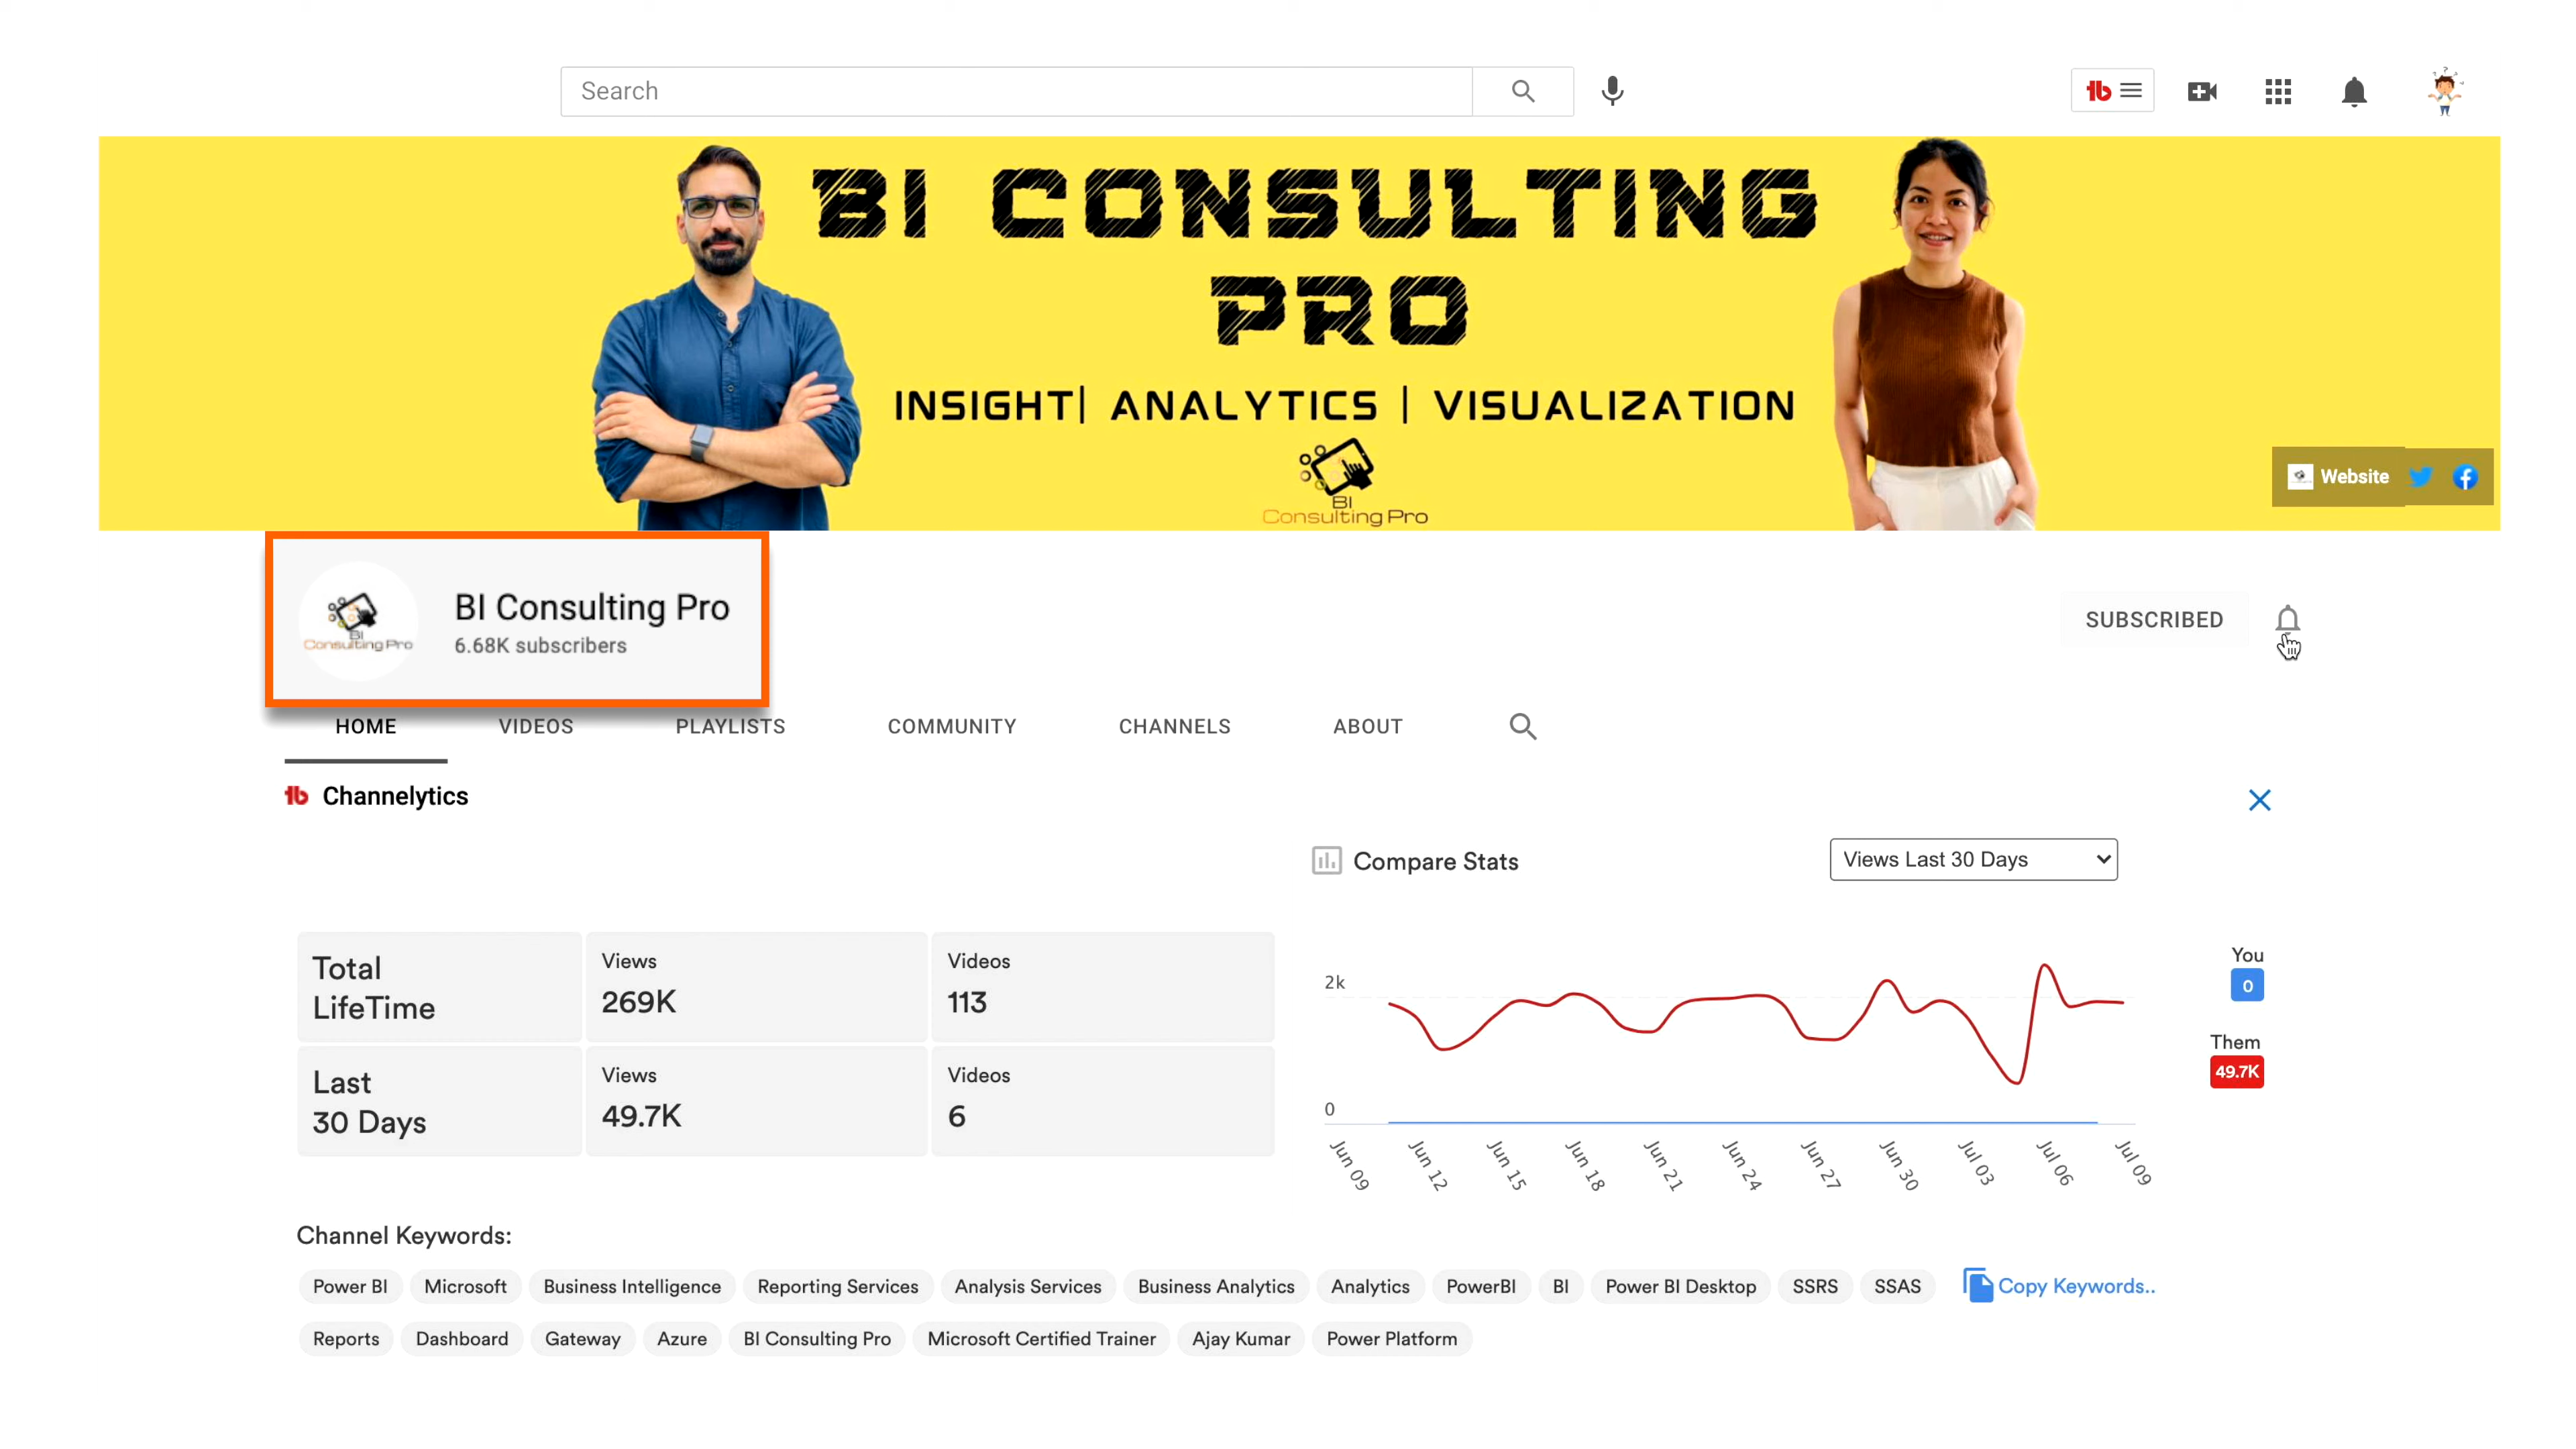 Search
BI CONSULTING
PRO
INSIGHT| ANALYTICS | VISUALIZATION
BI
Consulting Pro
Website
BI
Consulting Pro
BI Consulting Pro
6.68K subscribers
SUBSCRIBED
HOME VIDEOS PLAYLISTS COMMUNITY CHANNELS ABOUT
tb Channelytics
Compare Stats
Views Last 30 Days
Total
LifeTime
Views
269K
Videos
113
Last
30 Days
Views
49.7K
Videos
6
2k
0
Jun 09 Jun 12 Jun 15 Jun 18 Jun 21 Jun 24 Jun 27 Jun 30 Jul 03 Jul 06 Jul 09
You
0
Them
49.7K
Channel Keywords:
Power BI Microsoft Business Intelligence Reporting Services Analysis Services Business Analytics Analytics PowerBI BI Power BI Desktop SSRS SSAS Copy Keywords..
Reports Dashboard Gateway Azure BI Consulting Pro Microsoft Certified Trainer Ajay Kumar Power Platform